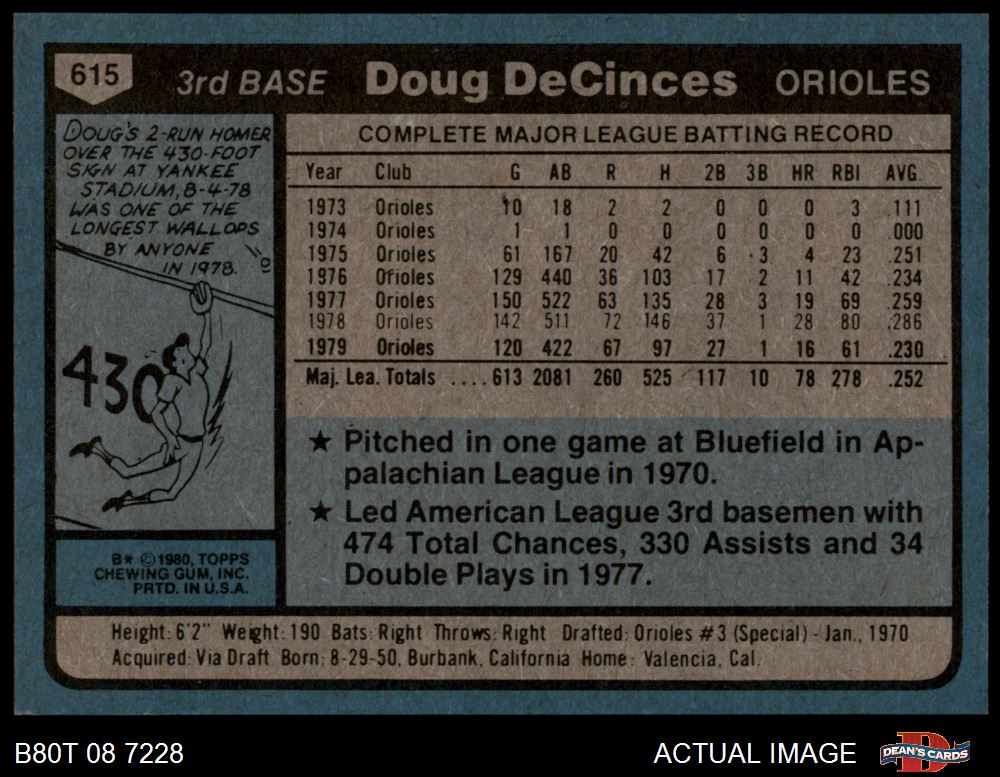 615
3rd BASE Doug DeCinces ORIOLES
DOUG'S 2-RUN HOMER
OVER THE 430-FOOT
SIGN AT YANKEE
STADIUM, 8-4-78
WAS ONE OF THE
LONGEST WALLOPS
BY ANYONE
IN 1978.
430
B* © 1980, TOPPS
CHEWING GUM, INC.
PRTD. IN U.S.A.
COMPLETE MAJOR LEAGUE BATTING RECORD
Year Club G AB R H 2B 3B HR RBI AVG.
1973 Orioles 10 18 2 2 0 0 0 3 .111
1974 Orioles 1 1 0 0 0 0 0 0 .000
1975 Orioles 61 167 20 42 6 3 4 23 .251
1976 Orioles 129 440 36 103 17 2 11 42 .234
1977 Orioles 150 522 63 135 28 3 19 69 .259
1978 Orioles 142 511 72 146 37 1 28 80 .286
1979 Orioles 120 422 67 97 27 1 16 61 .230
Maj. Lea. Totals ....613 2081 260 525 117 10 78 278 .252
★ Pitched in one game at Bluefield in Ap-
palachian League in 1970.
★ Led American League 3rd basemen with
474 Total Chances, 330 Assists and 34
Double Plays in 1977.
Height: 6'2" Weight: 190 Bats: Right Throws: Right Drafted: Orioles #3 (Special) - Jan., 1970
Acquired: Via Draft Born: 8-29-50, Burbank, California Home: Valencia, Cal.
B80T 08 7228
ACTUAL IMAGE
DEAN'S CARDS